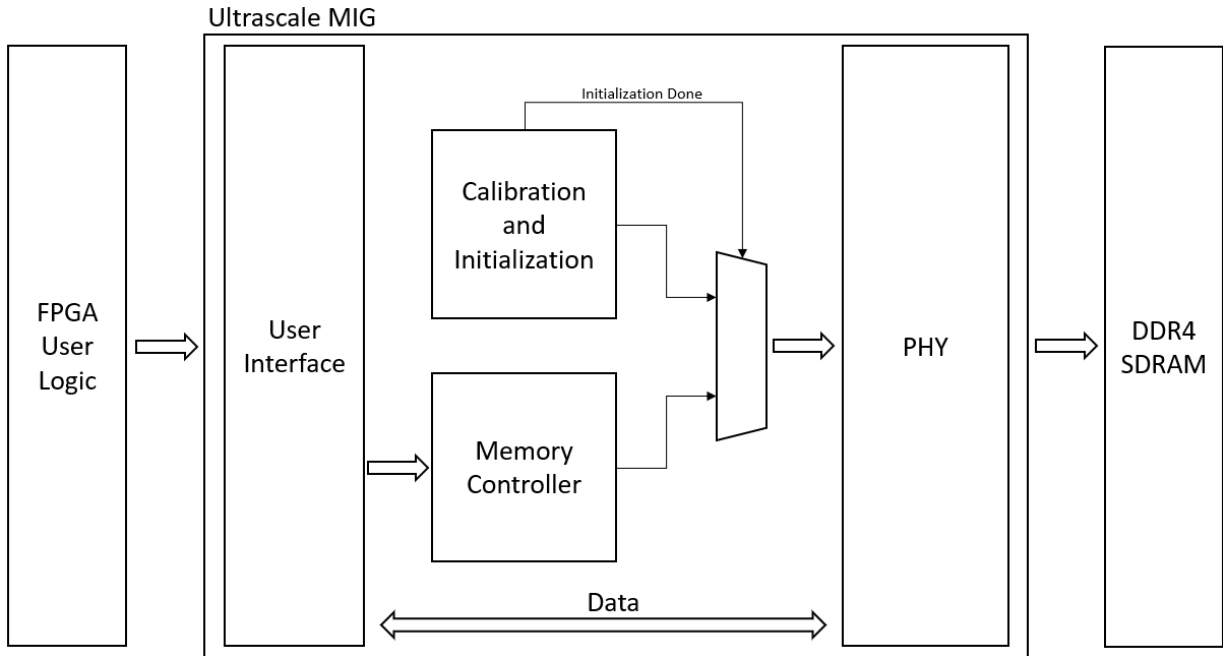 Ultrascale MIG
Initialization Done
Calibration
and
Initialization
FPGA
User
Logic
User
Interface
PHY
DDR4
SDRAM
Memory
Controller
Data